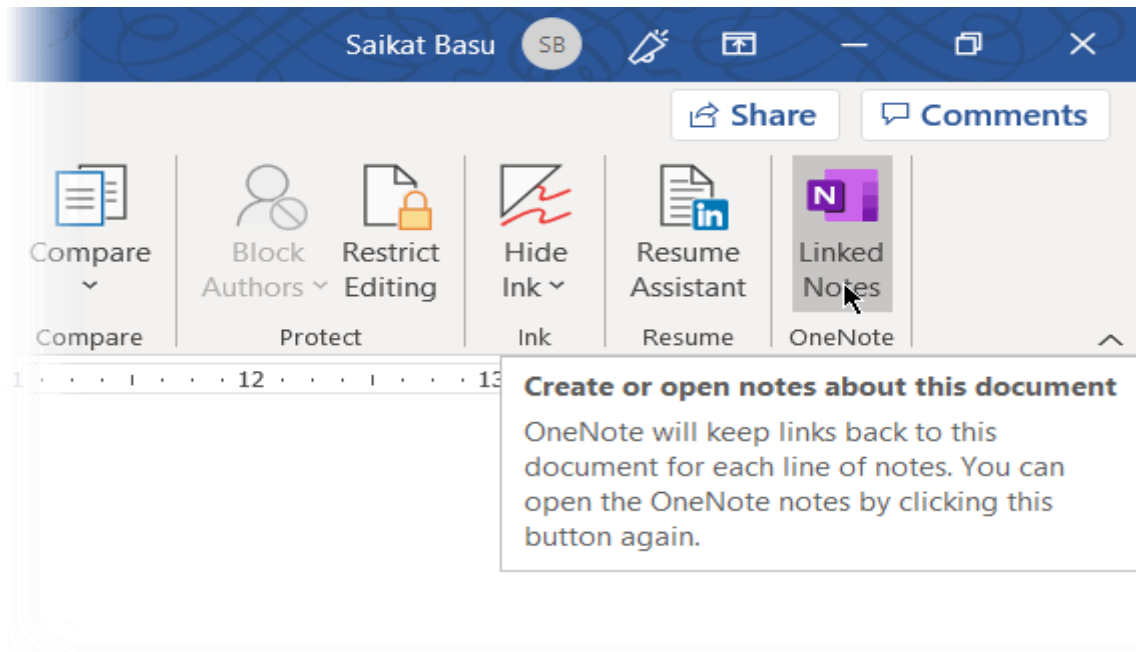 Saikat Basu SB
Share Comments
Compare Block Restrict Hide Resume Linked
Authors Editing Ink Assistant Notes
Compare Protect Ink Resume OneNote
12 13
Create or open notes about this document
OneNote will keep links back to this
document for each line of notes. You can
open the OneNote notes by clicking this
button again.